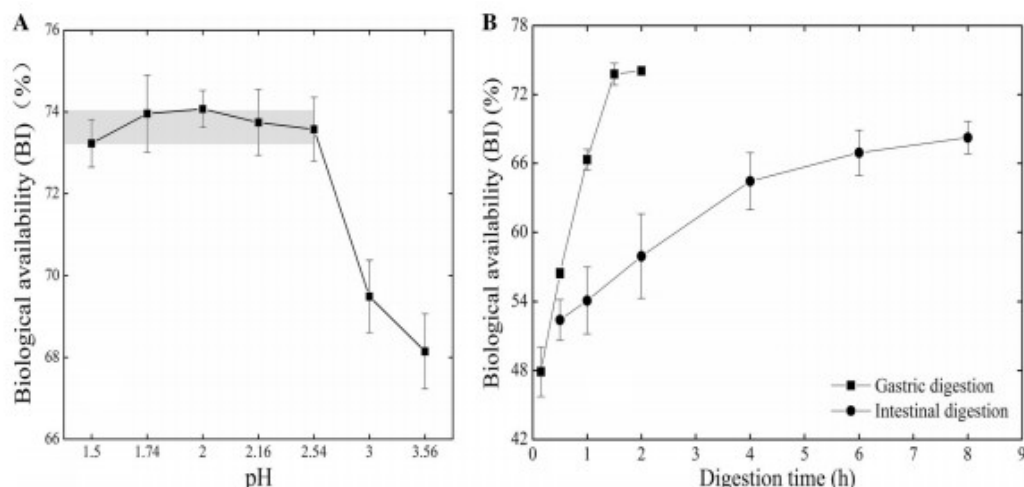 A
Biological availability (BI) (%)
76
74
72
70
68
66
1.5 1.74 2 2.16 2.54 3 3.56
pH
B
Biological availability (BI) (%)
78
72
66
60
54
48
42
Gastric digestion
Intestinal digestion
0 1 2 3 4 5 6 7 8 9
Digestion time (h)